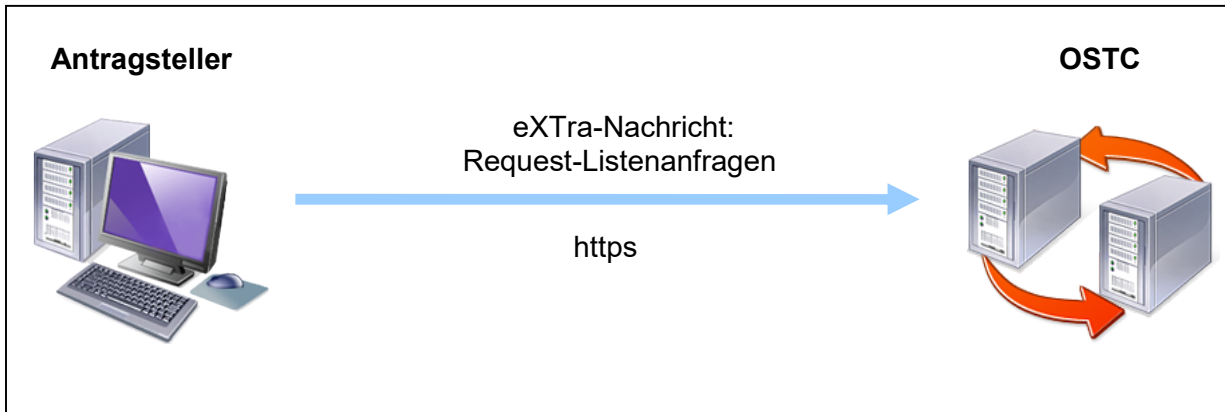 Antragsteller
OSTC
eXTra-Nachricht:
Request-Listenanfragen
https